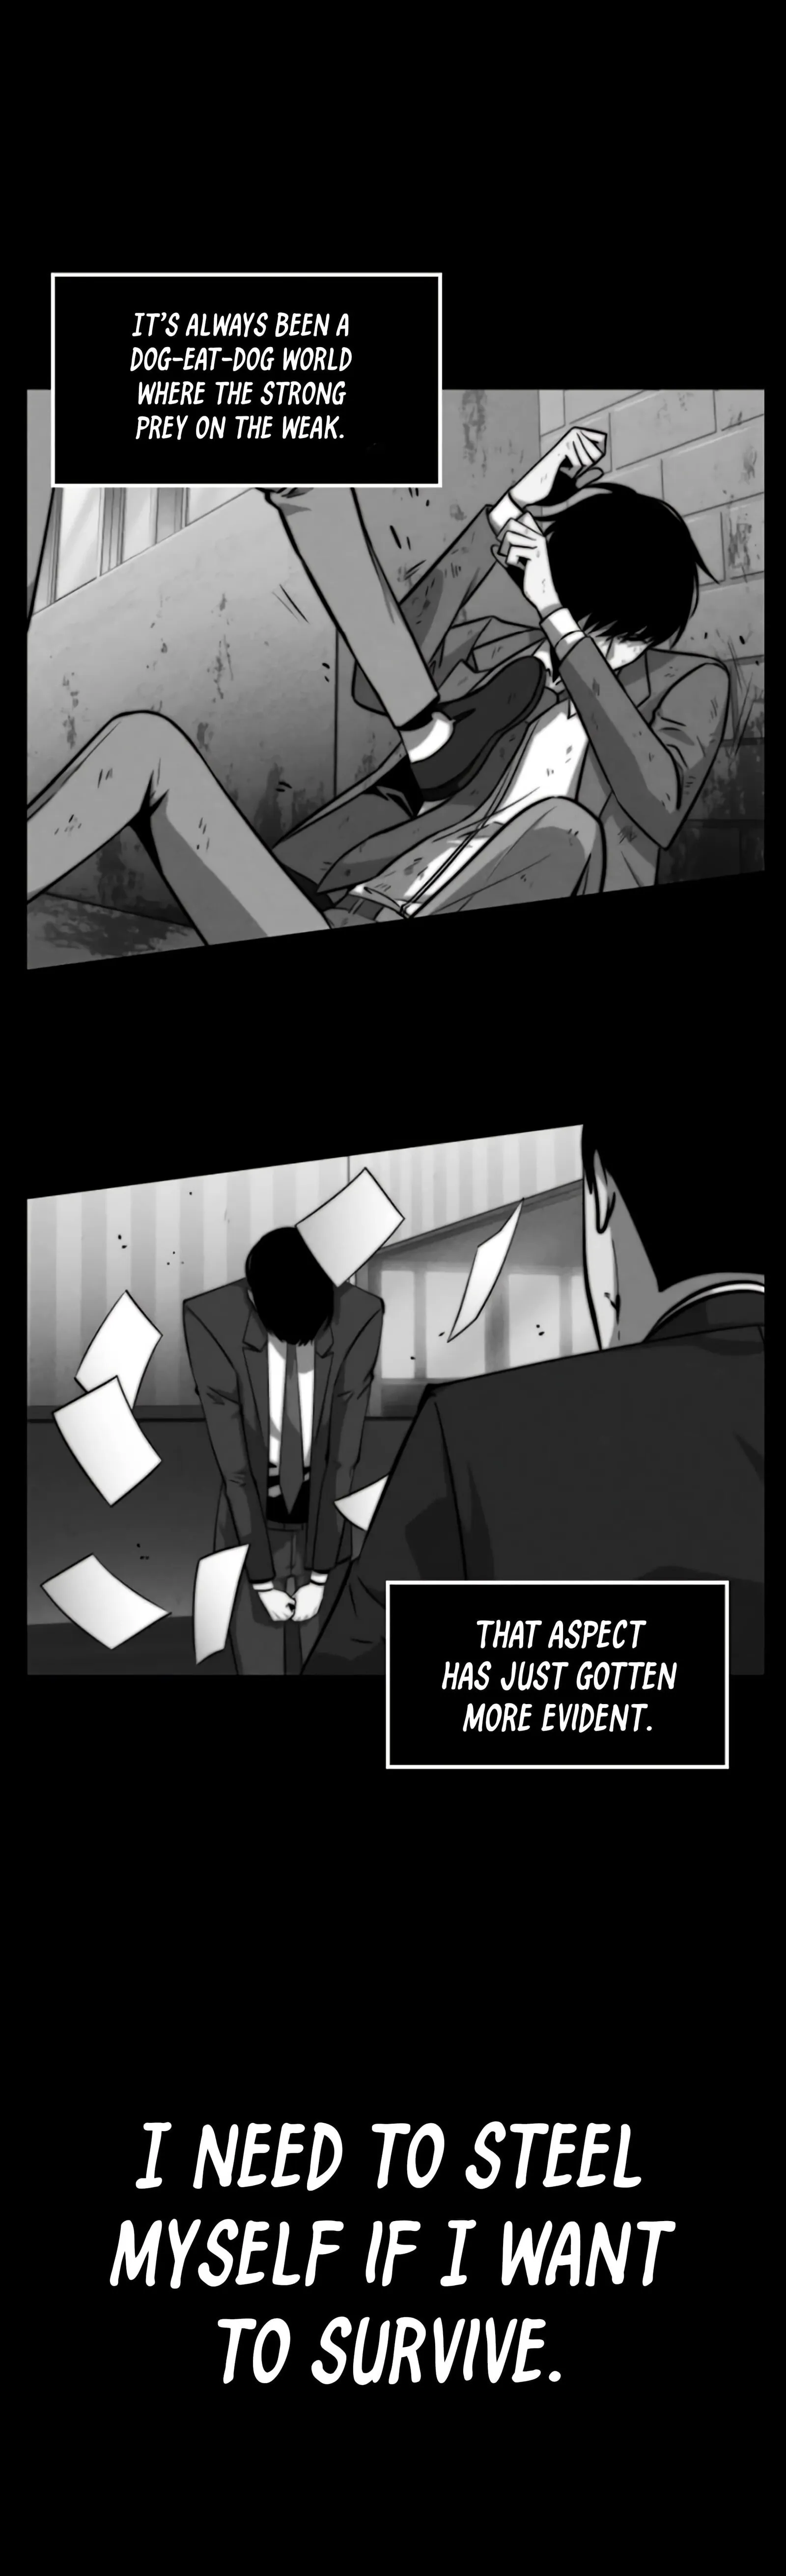 IT'S ALWAYS BEEN A
DOG-EAT-DOG WORLD
WHERE THE STRONG
PREY ON THE WEAK.
THAT ASPECT
HAS JUST GOTTEN
MORE EVIDENT.
I NEED TO STEEL
MYSELF IF I WANT
TO SURVIVE.